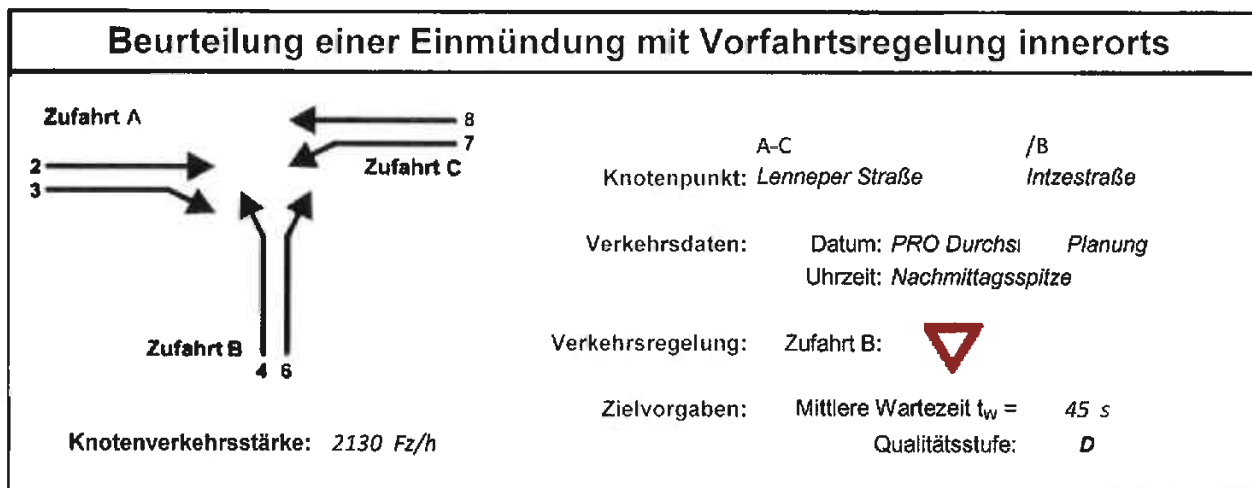 Beurteilung einer Einmündung mit Vorfahrtsregelung innerorts
Zufahrt A
8
7
Zufahrt C
2
3
Zufahrt B
4 6
Knotenverkehrsstärke: 2130 Fz/h
A-C /B
Knotenpunkt: Lenneper Straße Intzestraße
Verkehrsdaten: Datum: PRO Durchsı Planung
Uhrzeit: Nachmittagsspitze
Verkehrsregelung: Zufahrt B:
Zielvorgaben: Mittlere Wartezeit tw = 45 s
Qualitätsstufe: D